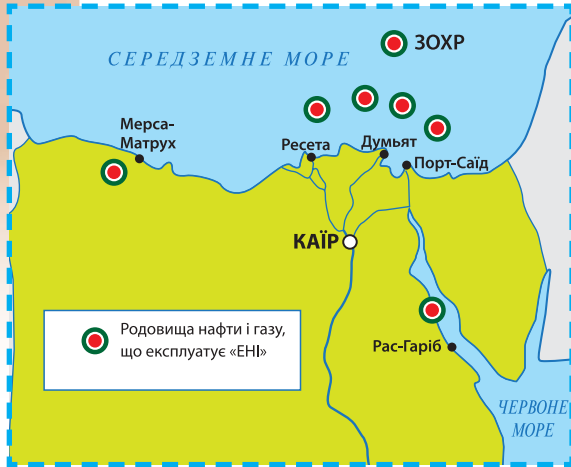 ЗОХР
СЕРЕДЗЕМНЕ МОРЕ
Мерса-
Матрух
Ресета
Думьят
Порт-Саїд
КАЇР
Родовища нафти і газу,
що експлуатує «ЕНІ»
Рас-Гаріб
ЧЕРВОНЕ
МОРЕ